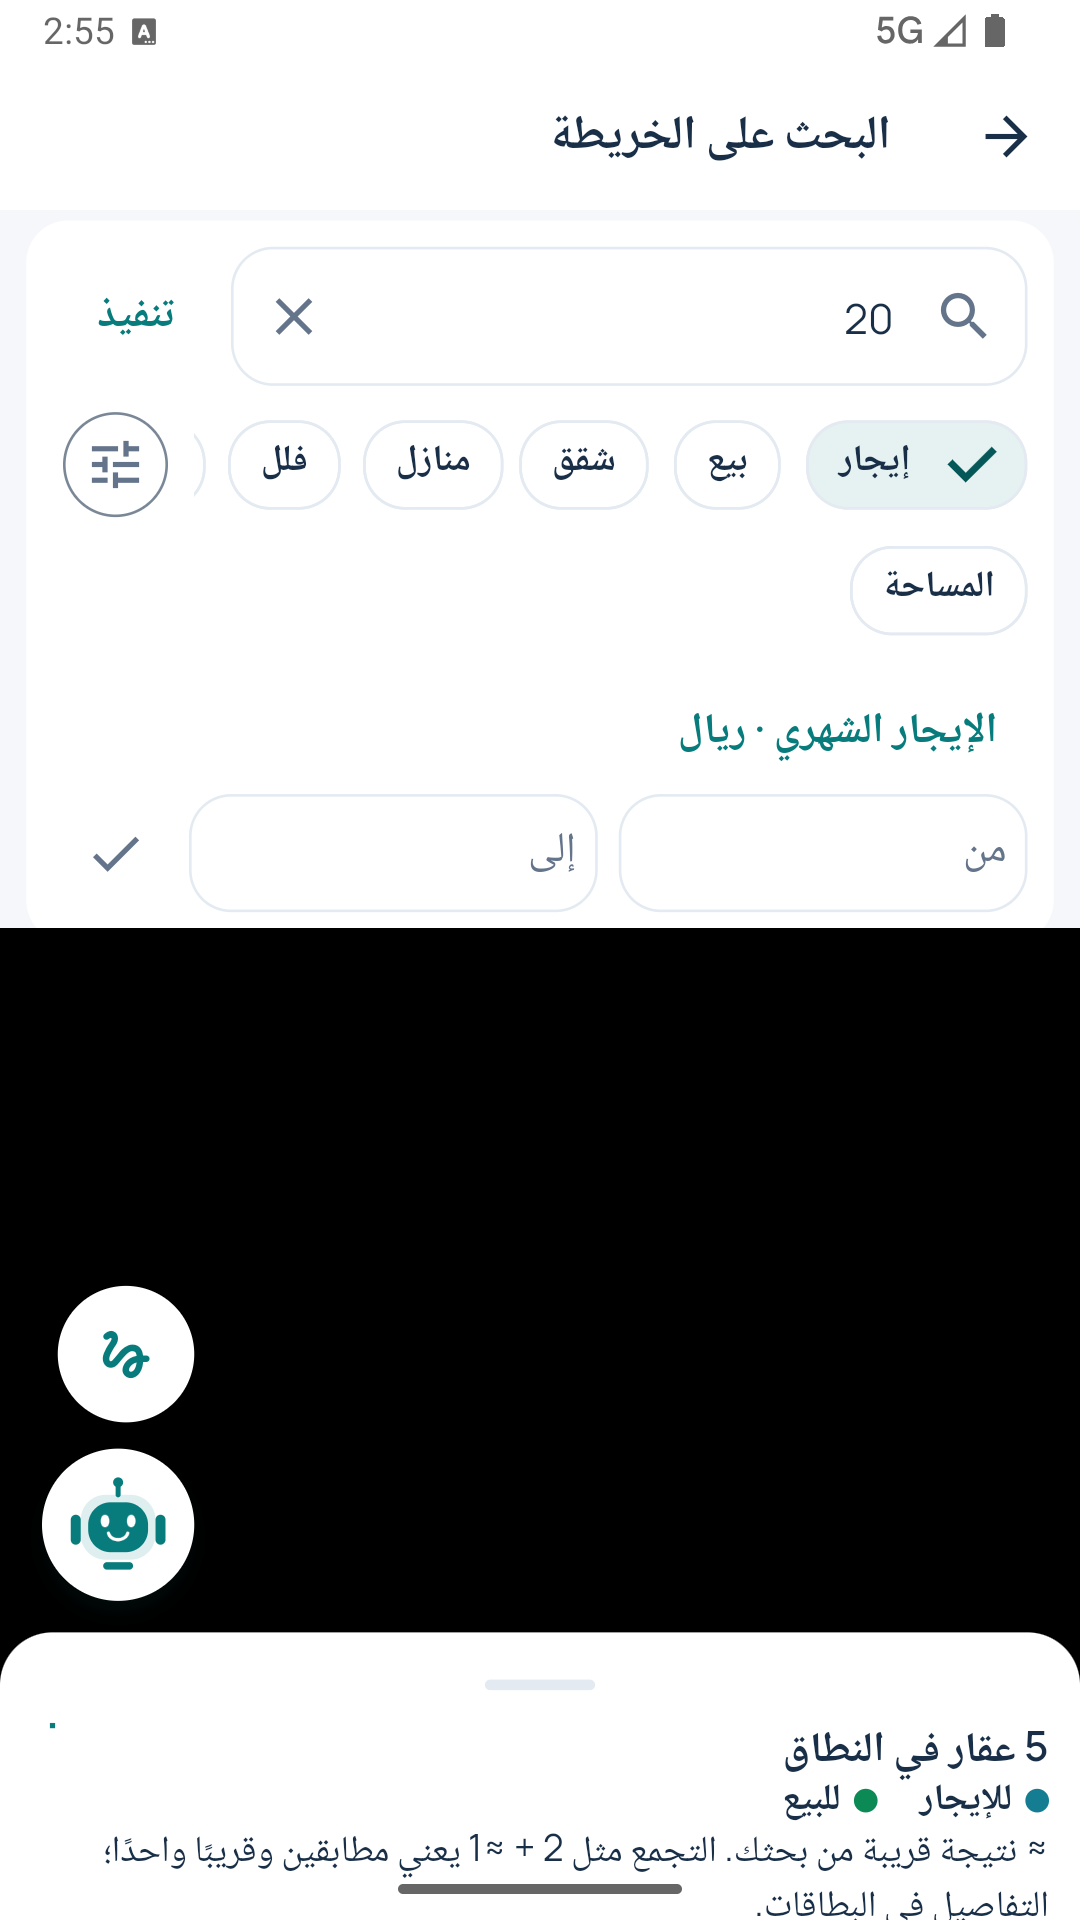 2:55 A 5G
البحث على الخريطة
20 تنفيذ
إيجار بيع شقق منازل فلل
المساحة
الإيجار الشهري · ريال
من إلى
5 عقار في النطاق
للإيجار للبيع
≈ نتيجة قريبة من بحثك. التجمع مثل 2 + ≈1 يعني مطابقين وقريبًا واحدًا؛
التفاصيل في البطاقات.